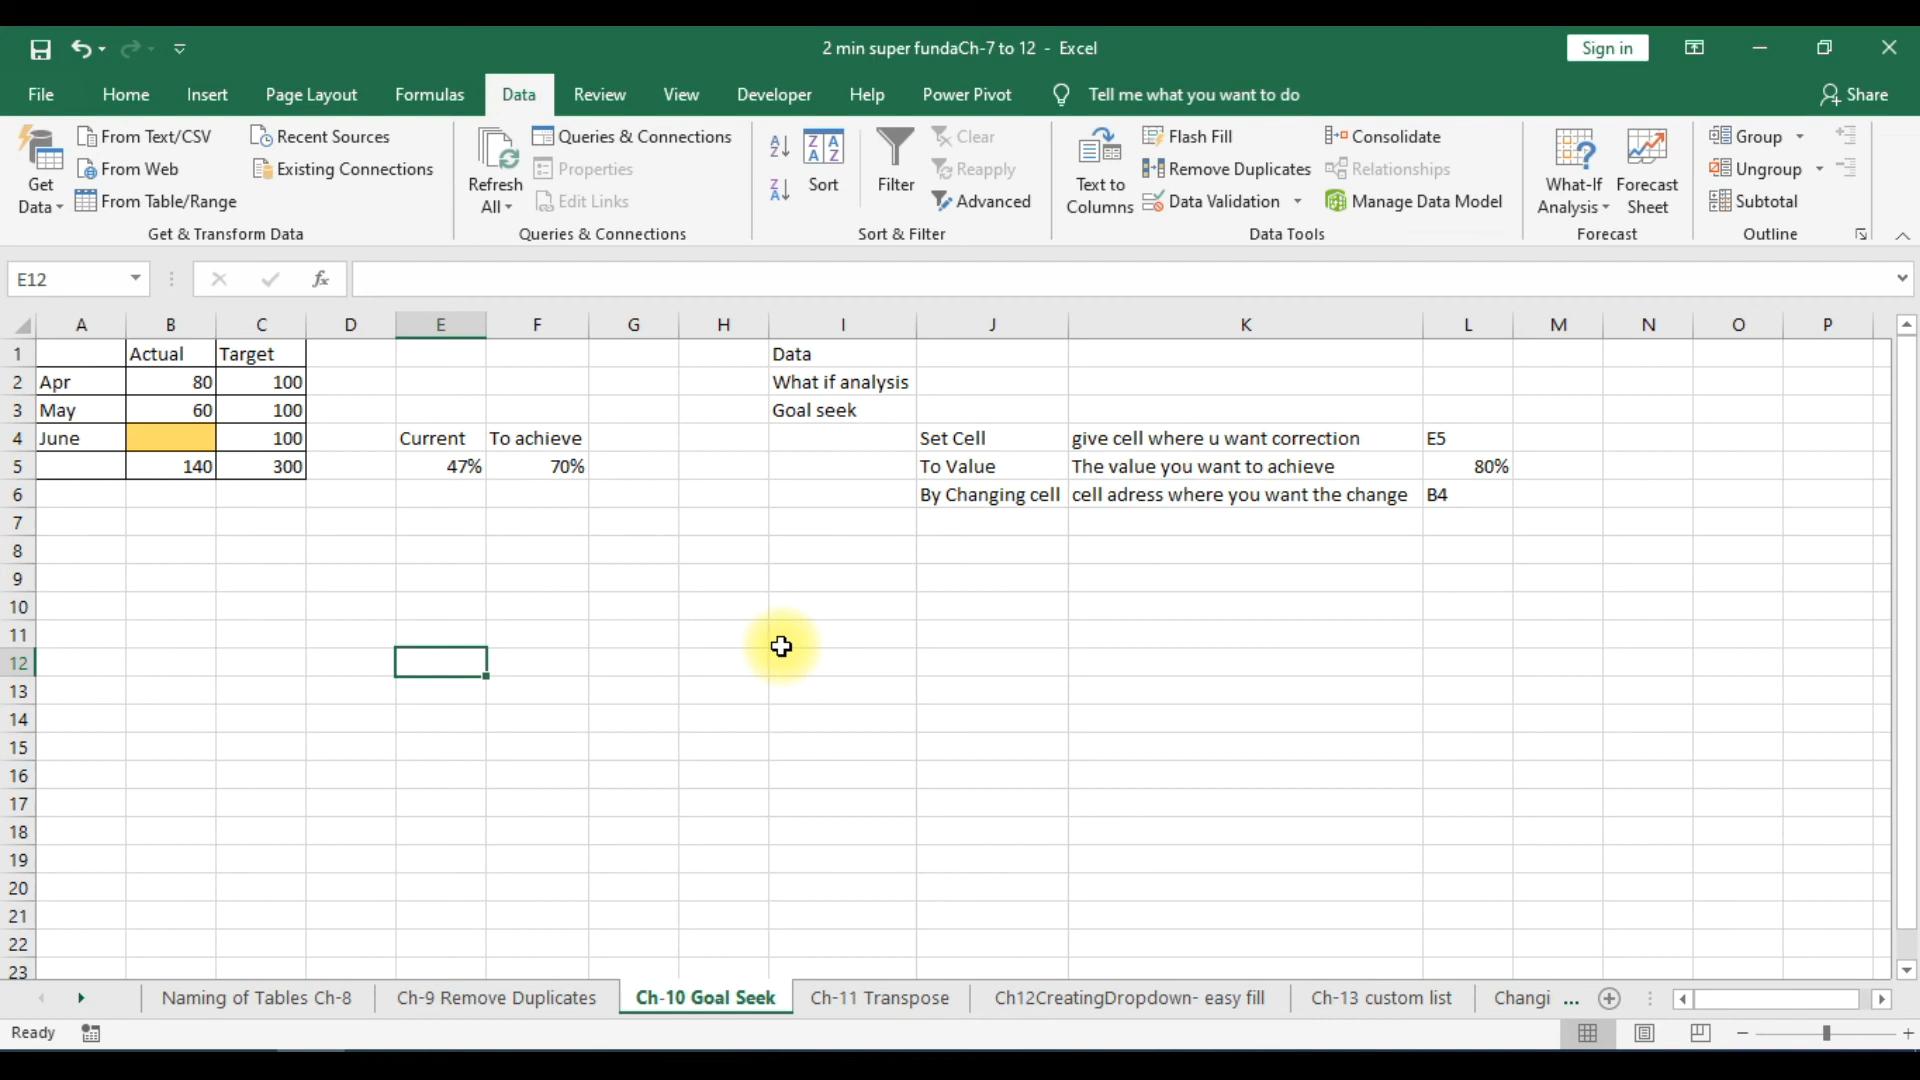 2 min super fundaCh-7 to 12 - Excel
Sign in
File Home Insert Page Layout Formulas Data Review View Developer Help Power Pivot Tell me what you want to do Share
Get Data
From Text/CSV
From Web
From Table/Range
Recent Sources
Existing Connections
Get & Transform Data
Refresh All
Queries & Connections
Properties
Edit Links
Queries & Connections
Sort
Filter
Clear
Reapply
Advanced
Sort & Filter
Text to Columns
Flash Fill
Remove Duplicates
Data Validation
Consolidate
Relationships
Manage Data Model
Data Tools
What-If Analysis
Forecast Sheet
Forecast
Group
Ungroup
Subtotal
Outline
E12 fx
A B C D E F G H I J K L M N O P
1 Actual Target Data
2 Apr 80 100 What if analysis
3 May 60 100 Goal seek
4 June 100 Current To achieve Set Cell give cell where u want correction E5
5 140 300 47% 70% To Value The value you want to achieve 80%
6 By Changing cell cell adress where you want the change B4
7
8
9
10
11
12
13
14
15
16
17
18
19
20
21
22
23
Naming of Tables Ch-8 Ch-9 Remove Duplicates Ch-10 Goal Seek Ch-11 Transpose Ch12CreatingDropdown- easy fill Ch-13 custom list Changi ...
Ready